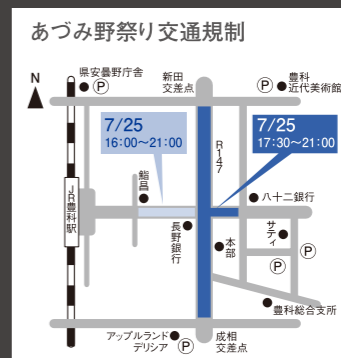 あづみ野祭り交通規制
N
県安曇野庁舎
P
新田
交差点
P
豊科
近代美術館
7/25
16:00〜21:00
7/25
17:30〜21:00
R147
JR豊科駅
鮨昌
八十二銀行
長野銀行
本部
サティ
P
P
豊科総合支所
アップルランド
デリシア
P
成相
交差点